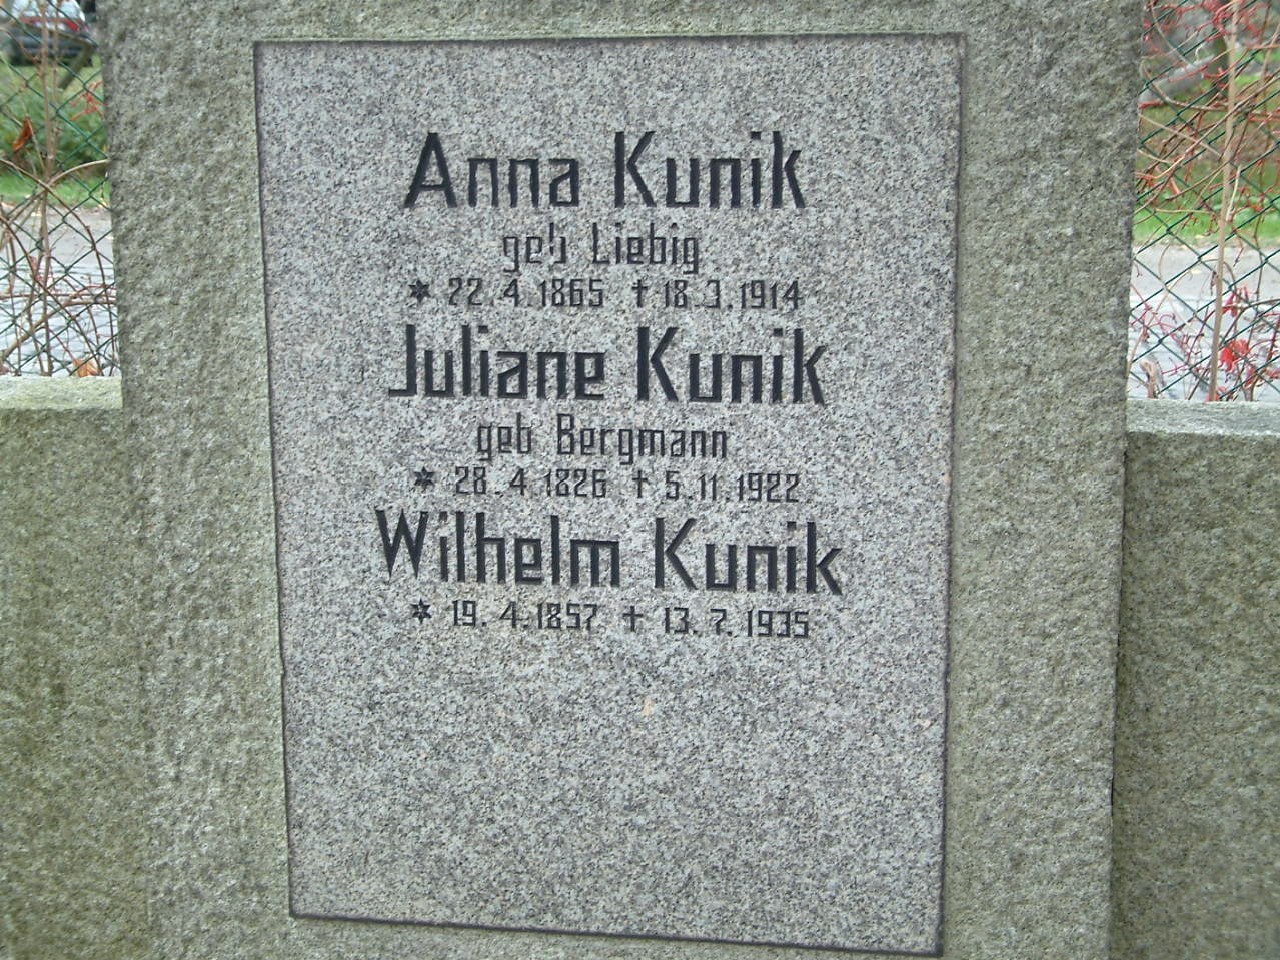 Anna Kunik
geb Liebig
* 22.4.1865 † 18.3.1914
Juliane Kunik
geb Bergmann
* 28.4.1826 † 5.11.1922
Wilhelm Kunik
* 19.4.1857 † 13.7.1935